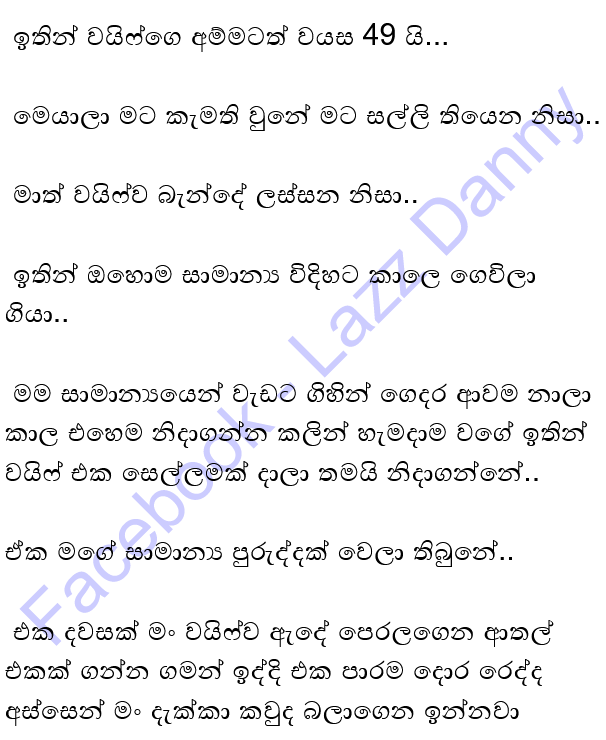 ඉතින් වයිෆ්ගෙ අම්මටත් වයස 49 යි...
මෙයාලා මට කැමති වුනේ මට සල්ලි තියෙන නිසා..
මාත් වයිෆ්ව බැන්දේ ලස්සන නිසා..
ඉතින් ඔහොම සාමාන්‍ය විදිහට කාලෙ ගෙවිලා
ගියා..
මම සාමාන්‍යයෙන් වැඩට ගිහින් ගෙදර ආවම නාලා
කාල එහෙම නිදාගන්න කලින් හැමදාම වගේ ඉතින්
වයිෆ් එක සෙල්ලමක් දාලා තමයි නිදාගන්නේ..
ඒක මගේ සාමාන්‍ය පුරුද්දක් වෙලා තිබුනේ..
එක දවසක් මං වයිෆ්ව ඇදේ පෙරලගෙන ආතල්
එකක් ගන්න ගමන් ඉද්දි එක පාරම දොර රෙද්ද
අස්සෙන් මං දැක්කා කවුද බලාගෙන ඉන්නවා
Facebook - Lazz Danny